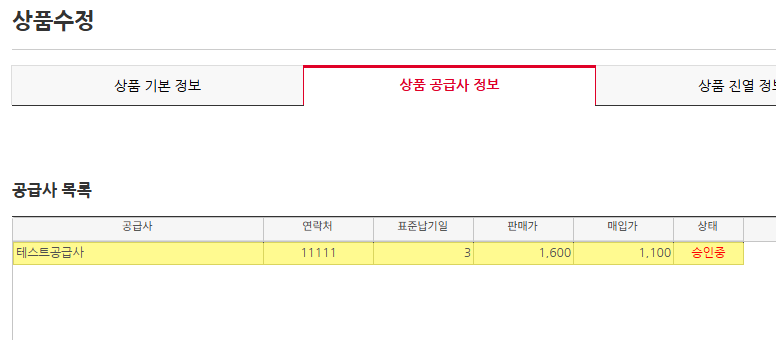 상품수정
상품 기본 정보 상품 공급사 정보 상품 진열 정보
공급사 목록
공급사 연락처 표준납기일 판매가 매입가 상태
테스트공급사 11111 3 1,600 1,100 승인중